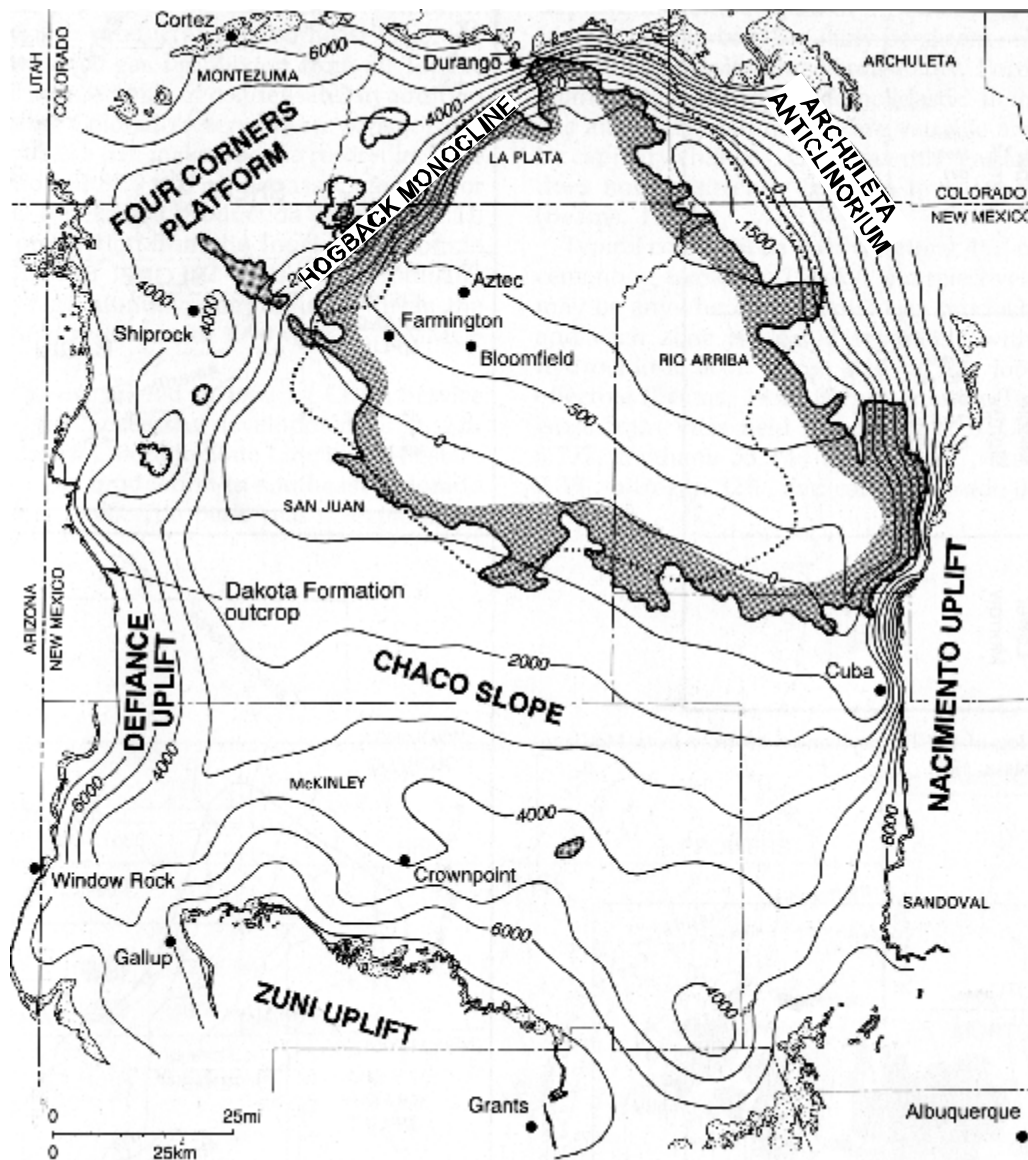 Cortez
6000
UTAH
COLORADO
MONTEZUMA
Durango
ARCHULETA
4000
FOUR CORNERS
PLATFORM
HOGBACK MONOCLINE
LA PLATA
ARCHULETA
ANTICLINORIUM
0
COLORADO
NEW MEXICO
1500
4000
4000
Shiprock
Aztec
Farmington
Bloomfield
RIO ARRIBA
-500
0
SAN JUAN
0
Dakota Formation
outcrop
ARIZONA
NEW MEXICO
DEFIANCE
UPLIFT
CHACO SLOPE
2000
Cuba
NACIMIENTO UPLIFT
4000
6000
McKINLEY
4000
6000
Window Rock
Crownpoint
SANDOVAL
Gallup
6000
ZUNI UPLIFT
4000
Grants
Albuquerque
0 25mi
0 25km